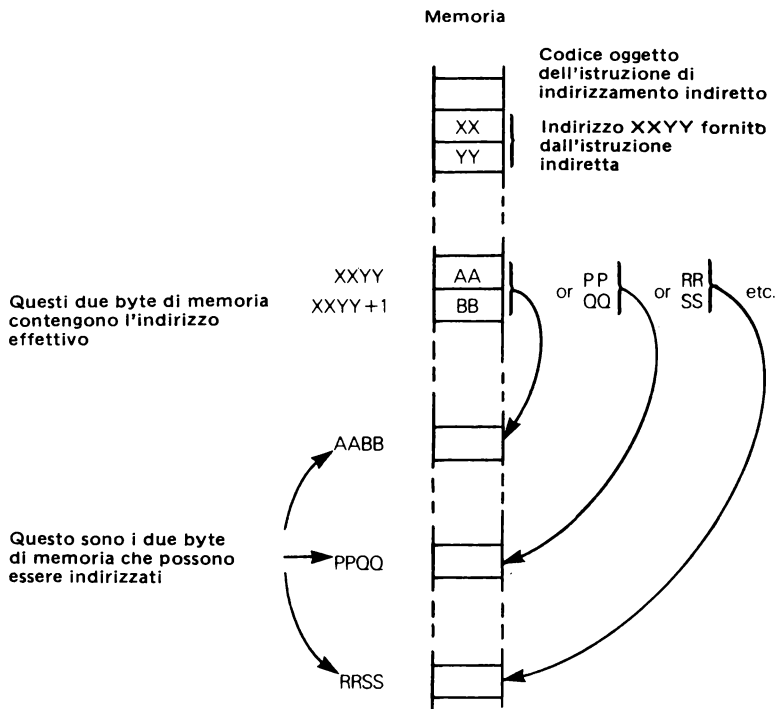 Memoria
Codice oggetto
dell'istruzione di
indirizzamento indiretto
XX
YY
Indirizzo XXYY fornito
dall'istruzione
indiretta
Questi due byte di memoria
contengono l'indirizzo
effettivo
XXYY
XXYY+1
AA
BB
or PP
QQ
or RR
SS
etc.
AABB
Questo sono i due byte
di memoria che possono
essere indirizzati
PPQQ
RRSS